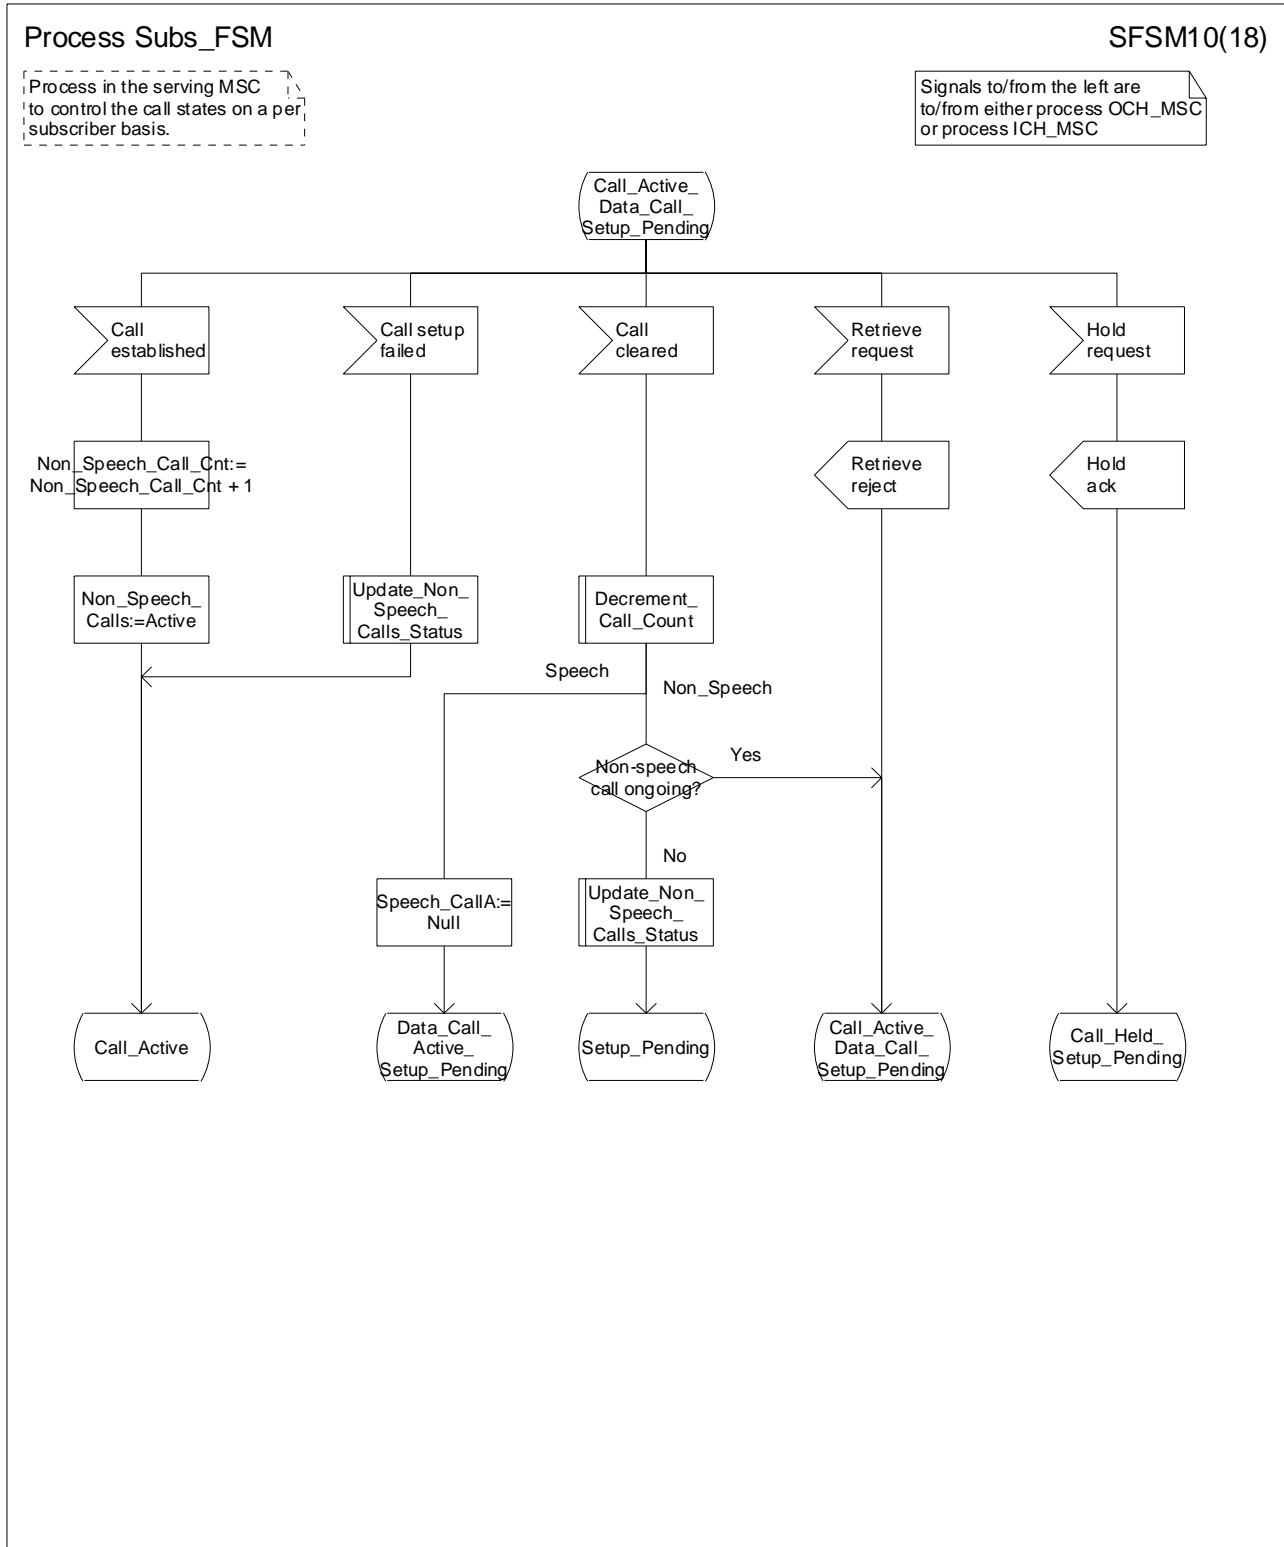 Process Subs_FSM
SFSM10(18)
Process in the serving MSC
to control the call states on a per
subscriber basis.
Signals to/from the left are
to/from either process OCH_MSC
or process ICH_MSC
Call_Active_
Data_Call_
Setup_Pending
Call
established
Call setup
failed
Call
cleared
Retrieve
request
Hold
request
Non_Speech_Call_Cnt:=
Non_Speech_Call_Cnt + 1
Retrieve
reject
Hold
ack
Non_Speech_
Calls:=Active
Update_Non_
Speech_
Calls_Status
Decrement_
Call_Count
Speech
Non_Speech
Non-speech
call ongoing?
Yes
No
Speech_CallA:=
Null
Update_Non_
Speech_
Calls_Status
Call_Active
Data_Call_
Active_
Setup_Pending
Setup_Pending
Call_Active_
Data_Call_
Setup_Pending
Call_Held_
Setup_Pending